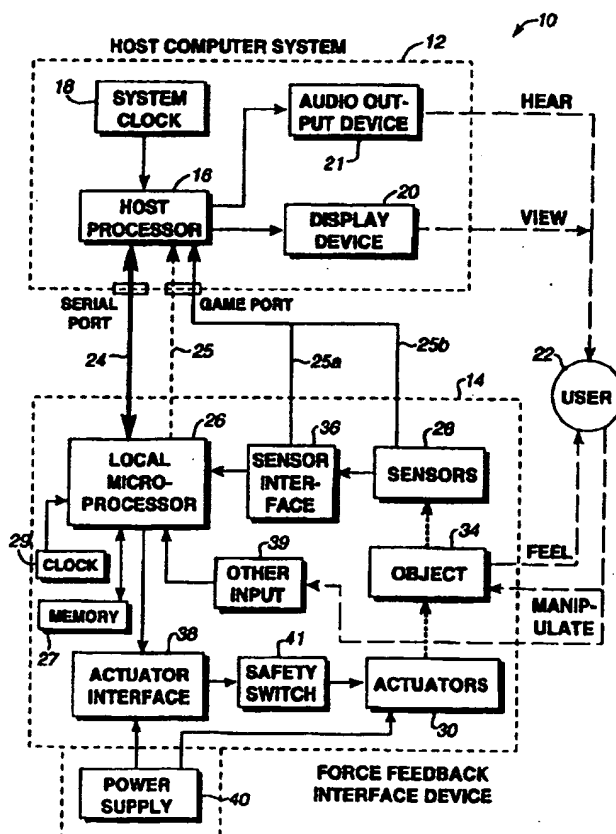 10
HOST COMPUTER SYSTEM
12
18
SYSTEM
CLOCK
AUDIO OUT-
PUT DEVICE
21
HEAR
16
HOST
PROCESSOR
20
DISPLAY
DEVICE
VIEW
SERIAL
PORT
GAME PORT
24
25
25a
25b
22
USER
14
26
LOCAL
MICRO-
PROCESSOR
36
SENSOR
INTER-
FACE
28
SENSORS
29
CLOCK
MEMORY
27
39
OTHER
INPUT
34
OBJECT
FEEL
MANIP-
ULATE
38
ACTUATOR
INTERFACE
41
SAFETY
SWITCH
ACTUATORS
30
POWER
SUPPLY
40
FORCE FEEDBACK
INTERFACE DEVICE